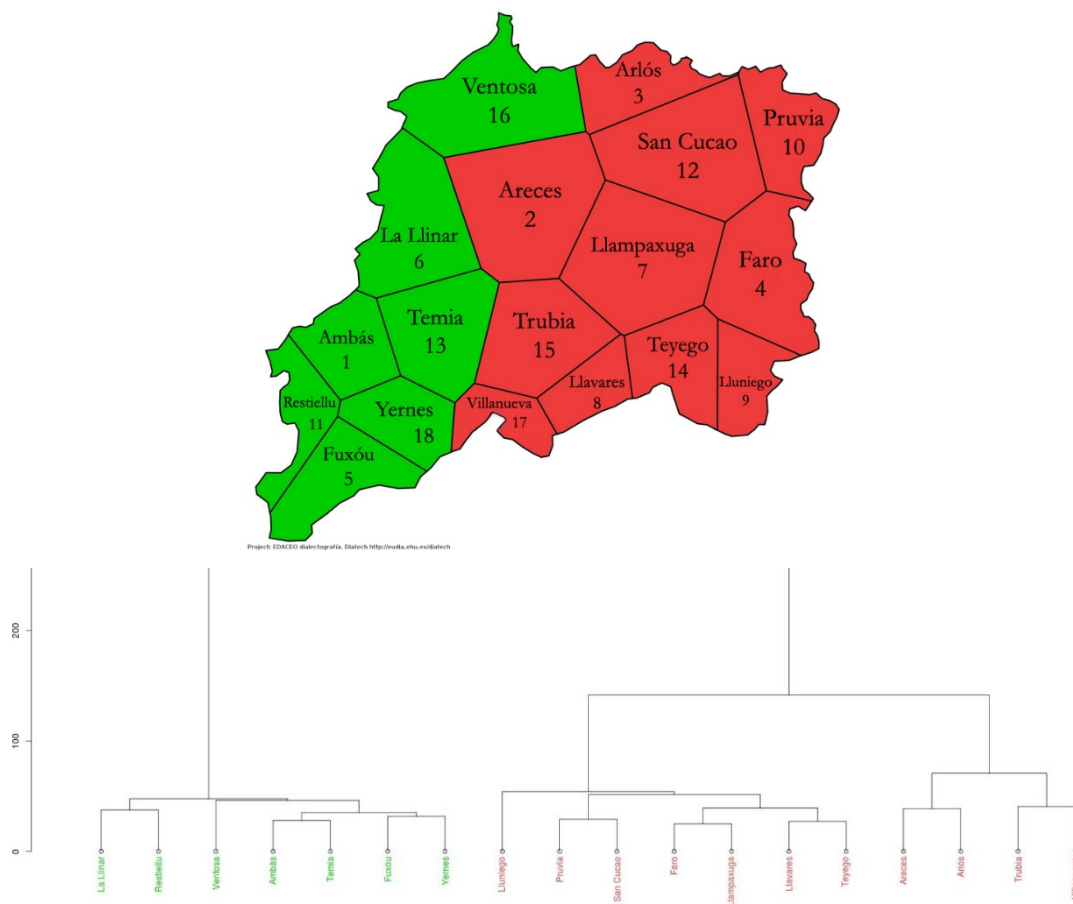 Ventosa
16
Arlós
3
Pruvia
10
San Cucao
12
Areces
2
La Llinar
6
Llampaxuga
7
Faro
4
Temia
13
Trubia
15
Ambás
1
Teyego
14
Llavares
8
Lluniego
9
Restiellu
11
Yernes
18
Villanueva
17
Fuxóu
5
Project: EDACEO dialectografía. Diatech http://eudia.ehu.es/diatech
200
100
0
La Llinar
Restiellu
Ventosa
Ambás
Temia
Fuxóu
Yernes
Lluniego
Pruvia
San Cucao
Faro
Llampaxuga
Llavares
Teyego
Areces
Arlós
Trubia